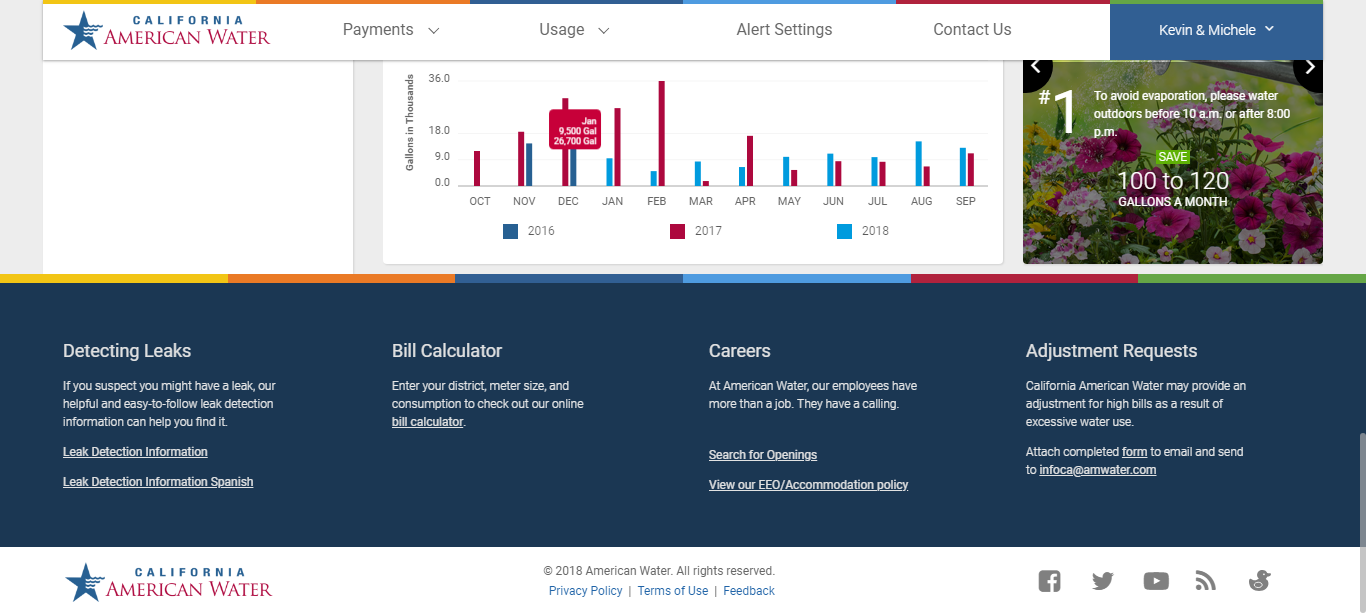 CALIFORNIA
AMERICAN WATER
Payments
Usage
Alert Settings
Contact Us
Kevin & Michele
Gallons in Thousands
36.0
18.0
9.0
0.0
Jan
9,500 Gal
26,700 Gal
OCT NOV DEC JAN FEB MAR APR MAY JUN JUL AUG SEP
2016 2017 2018
#1
To avoid evaporation, please water
outdoors before 10 a.m. or after 8:00
p.m.
SAVE
100 to 120
GALLONS A MONTH
Detecting Leaks
If you suspect you might have a leak, our
helpful and easy-to-follow leak detection
information can help you find it.
Leak Detection Information
Leak Detection Information Spanish
Bill Calculator
Enter your district, meter size, and
consumption to check out our online
bill calculator.
Careers
At American Water, our employees have
more than a job. They have a calling.
Search for Openings
View our EEO/Accommodation policy
Adjustment Requests
California American Water may provide an
adjustment for high bills as a result of
excessive water use.
Attach completed form to email and send
to infoca@amwater.com
CALIFORNIA
AMERICAN WATER
© 2018 American Water. All rights reserved.
Privacy Policy | Terms of Use | Feedback